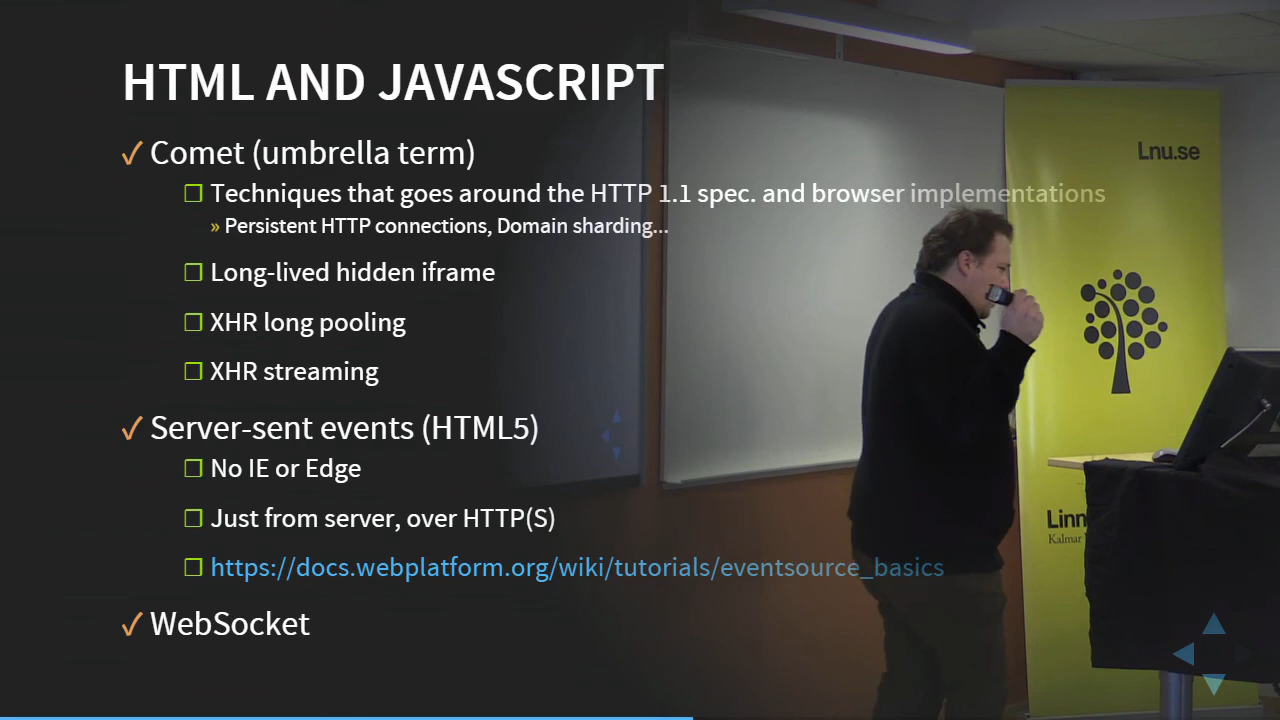 HTML AND JAVASCRIPT
✓ Comet (umbrella term)
❐ Techniques that goes around the HTTP 1.1 spec. and browser implementations
» Persistent HTTP connections, Domain sharding...
❐ Long-lived hidden iframe
❐ XHR long pooling
❐ XHR streaming
✓ Server-sent events (HTML5)
❐ No IE or Edge
❐ Just from server, over HTTP(S)
❐ https://docs.webplatform.org/wiki/tutorials/eventsource_basics
✓ WebSocket
Lnu.se
Kalmar